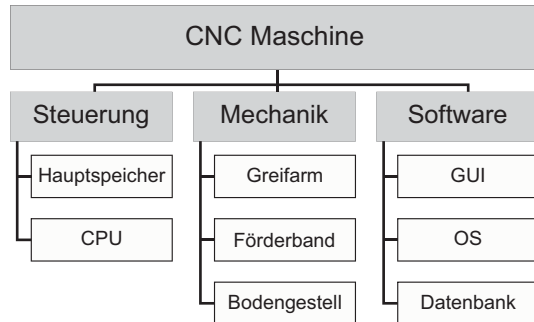 CNC Maschine
Steuerung
Hauptspeicher
CPU
Mechanik
Greifarm
Förderband
Bodengestell
Software
GUI
OS
Datenbank